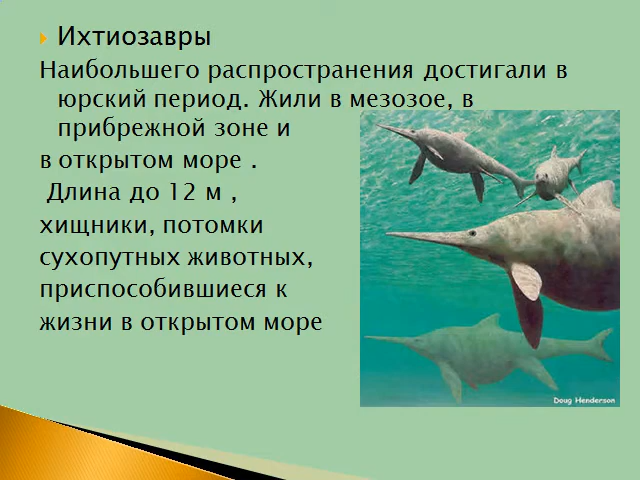 Ихтиозавры
Наибольшего распространения достигали в
юрский период. Жили в мезозое, в
прибрежной зоне и
в открытом море .
Длина до 12 м ,
хищники, потомки
сухопутных животных,
приспособившиеся к
жизни в открытом море
Doug Henderson